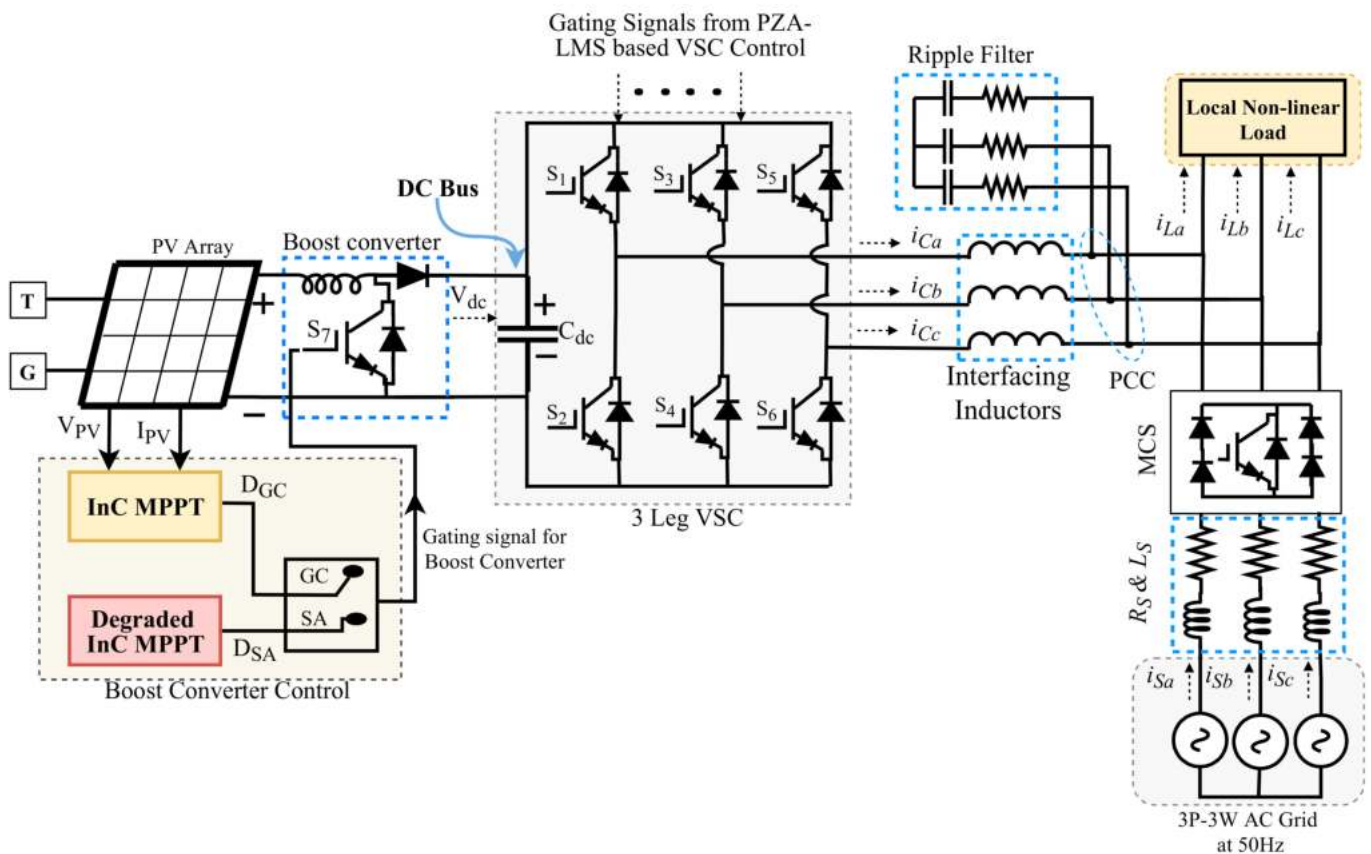 Gating Signals from PZA-
LMS based VSC Control
Ripple Filter
Local Non-linear
Load
DC Bus
S1
S3
S5
iLa
iLb
iLc
PV Array
Boost converter
iCa
T
+
Vdc
+
iCb
S7
Cdc
iCc
G
−
−
Interfacing
Inductors
PCC
VPV
IPV
S2
S4
S6
MCS
InC MPPT
DGC
3 Leg VSC
Gating signal for
Boost Converter
GC
RS & LS
Degraded
InC MPPT
SA
DSA
Boost Converter Control
iSa
iSb
iSc
3P-3W AC Grid
at 50Hz